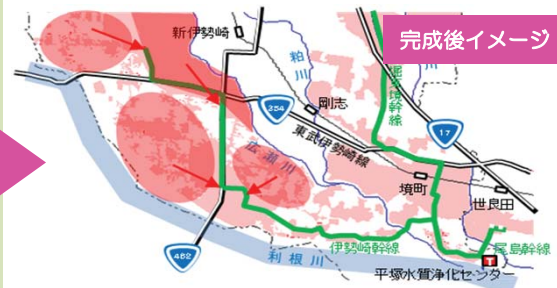 完成後イメージ
新伊勢崎
粕川
354
剛志
東武伊勢崎線
17
広瀬川
境町
世良田
伊勢崎幹線
尾島幹線
462
利根川
平塚水質浄化センター